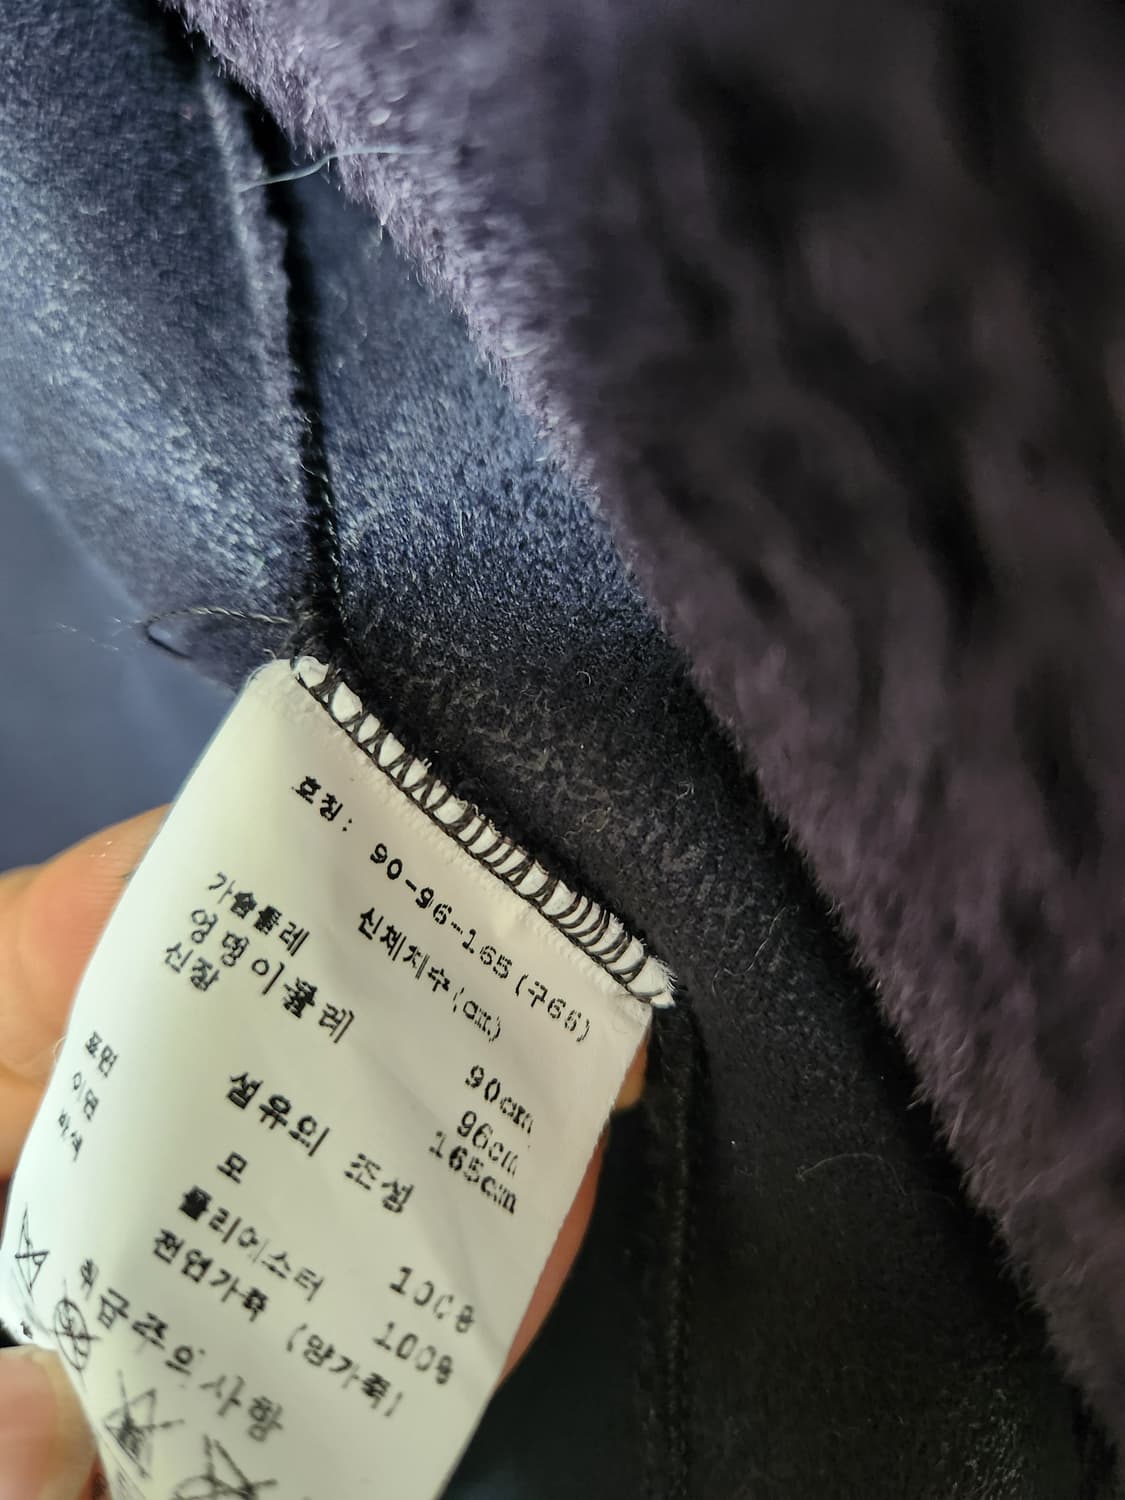 호칭: 90-96-165(구66)
신체치수(cm)
가슴둘레 90cm
엉덩이둘레 96cm
신장 165cm
섬유의 조성
표면 모 100%
이면 폴리에스터 100%
배색 천연가죽 (양가죽)
취급주의사항